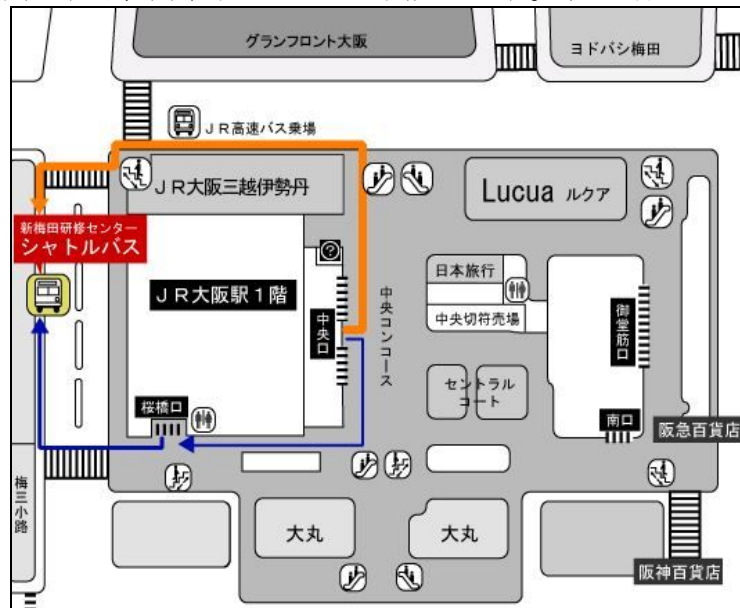 グランフロント大阪
ヨドバシ梅田
JR高速バス乗場
JR大阪三越伊勢丹
Lucua ルクア
新梅田研修センター
シャトルバス
?
日本旅行
JR大阪駅1階
中央口
中央コンコース
中央切符売場
御堂筋口
セントラル
コート
桜橋口
南口
阪急百貨店
梅三小路
大丸
大丸
阪神百貨店